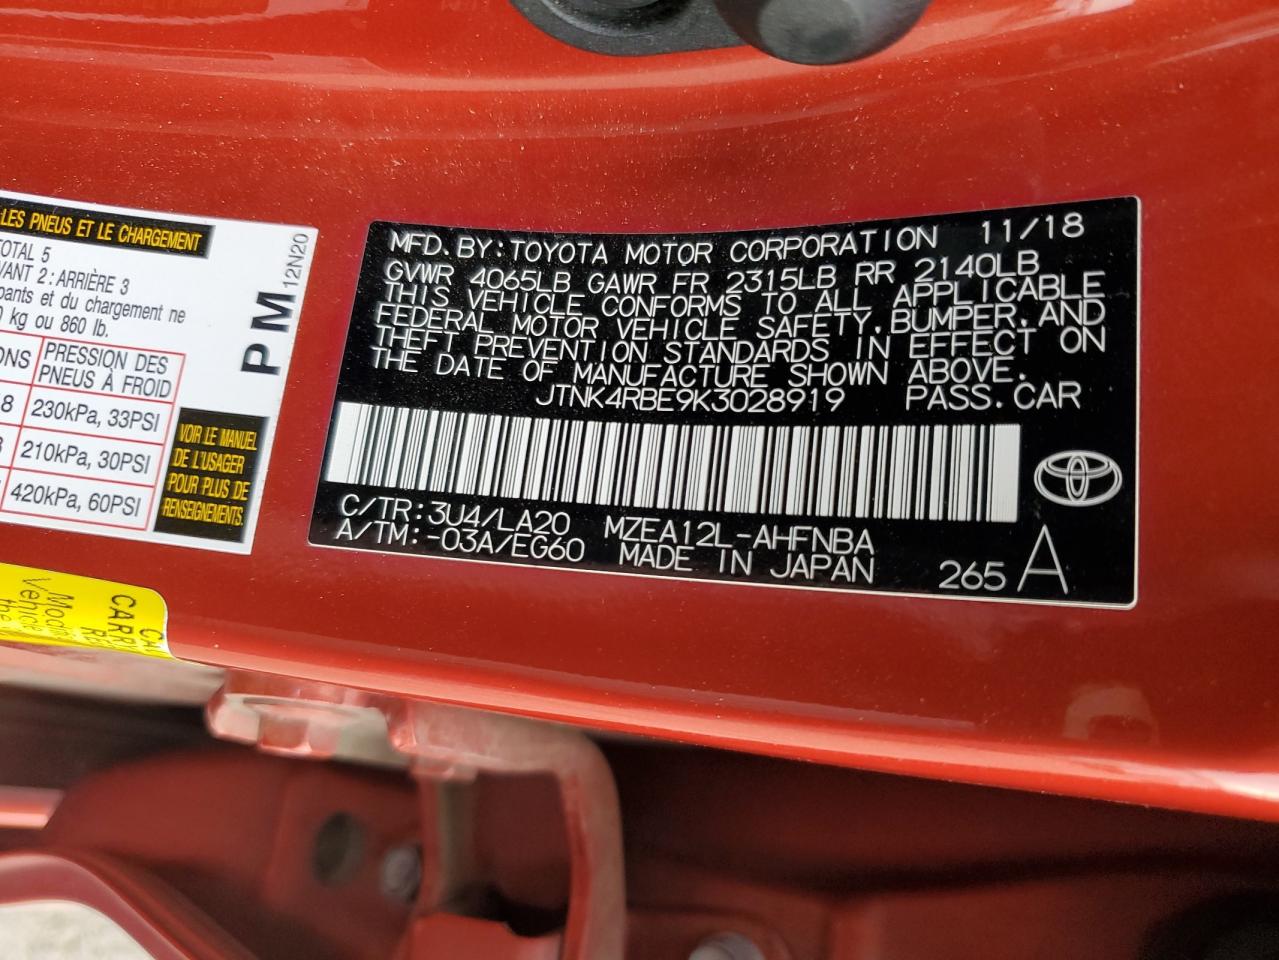 LES PNEUS ET LE CHARGEMENT
TOTAL 5
VANT 2: ARRIÈRE 3
pants et du chargement ne
kg ou 860 lb.
PRESSION DES
PNEUS À FROID
230kPa, 33PSI
210kPa, 30PSI
420kPa, 60PSI
VOIR LE MANUEL
DE L'USAGER
POUR PLUS DE
RENSEIGNEMENTS.
PM 12N20
MFD. BY: TOYOTA MOTOR CORPORATION 11/18
GVWR 4065LB GAWR FR 2315LB RR 2140LB
THIS VEHICLE CONFORMS TO ALL APPLICABLE
FEDERAL MOTOR VEHICLE SAFETY, BUMPER, AND
THEFT PREVENTION STANDARDS IN EFFECT ON
THE DATE OF MANUFACTURE SHOWN ABOVE.
JTNK4RBE9K3028919 PASS. CAR
C/TR: 3U4/LA20 MZEA12L-AHFNBA
A/TM: -03A/EG60 MADE IN JAPAN 265 A